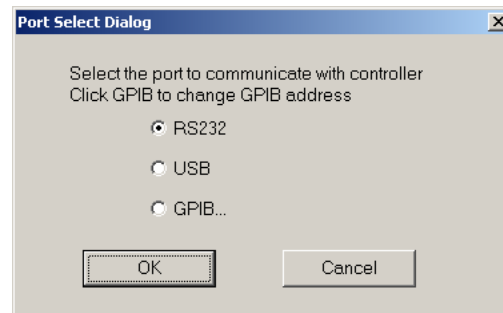 Port Select Dialog
Select the port to communicate with controller
Click GPIB to change GPIB address
RS232
USB
GPIB...
OK Cancel